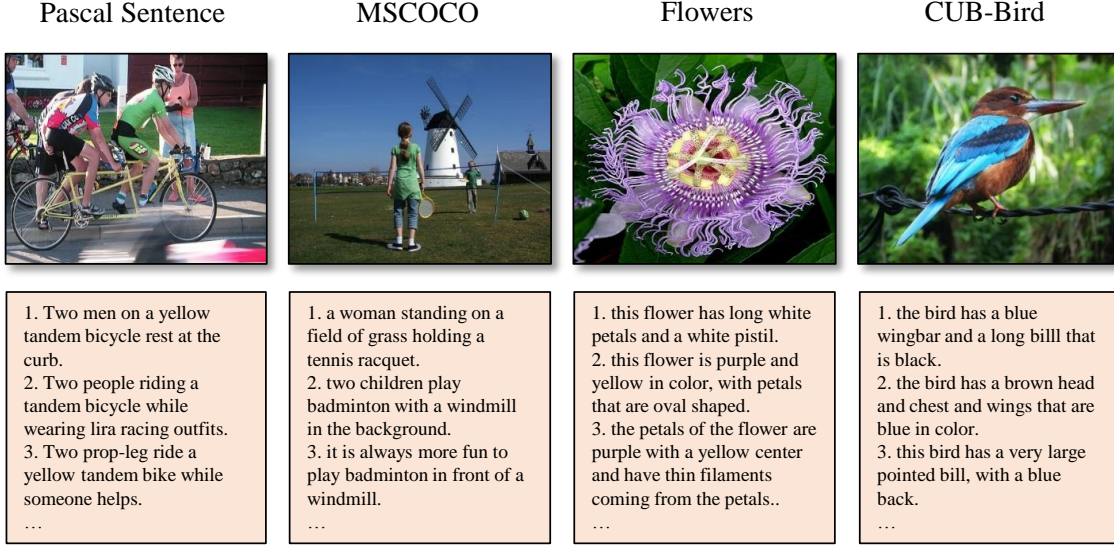 Pascal Sentence
MSCOCO
Flowers
CUB-Bird
1. Two men on a yellow
tandem bicycle rest at the
curb.
2. Two people riding a
tandem bicycle while
wearing lira racing outfits.
3. Two prop-leg ride a
yellow tandem bike while
someone helps.
…
1. a woman standing on a
field of grass holding a
tennis racquet.
2. two children play
badminton with a windmill
in the background.
3. it is always more fun to
play badminton in front of a
windmill.
…
1. this flower has long white
petals and a white pistil.
2. this flower is purple and
yellow in color, with petals
that are oval shaped.
3. the petals of the flower are
purple with a yellow center
and have thin filaments
coming from the petals..
…
1. the bird has a blue
wingbar and a long billl that
is black.
2. the bird has a brown head
and chest and wings that are
blue in color.
3. this bird has a very large
pointed bill, with a blue
back.
…